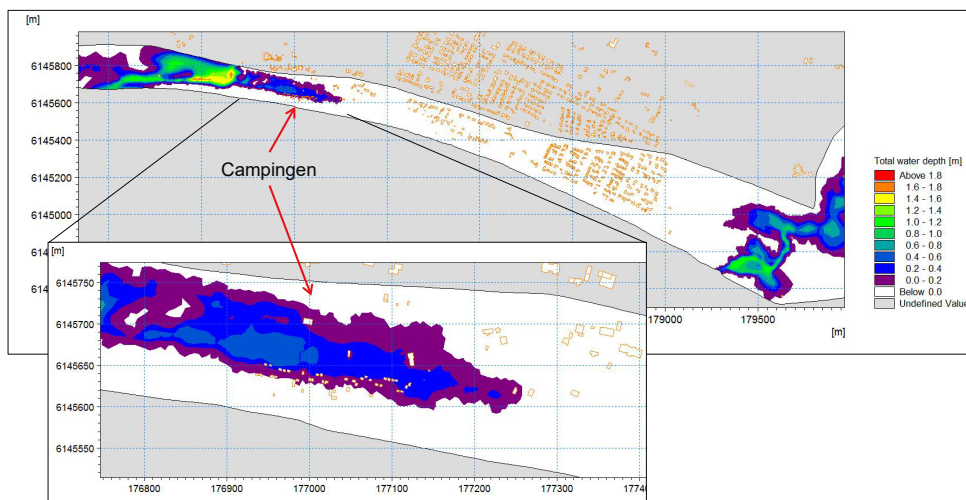 [m]
6145800
6145600
6145400
6145200
6145000
Campingen
Total water depth [m]
Above 1.8
1.6 - 1.8
1.4 - 1.6
1.2 - 1.4
1.0 - 1.2
0.8 - 1.0
0.6 - 0.8
0.4 - 0.6
0.2 - 0.4
0.0 - 0.2
Below 0.0
Undefined Value
179000
179500
[m]
[m]
6145750
6145700
6145650
6145600
6145550
176800
176900
177000
177100
177200
177300